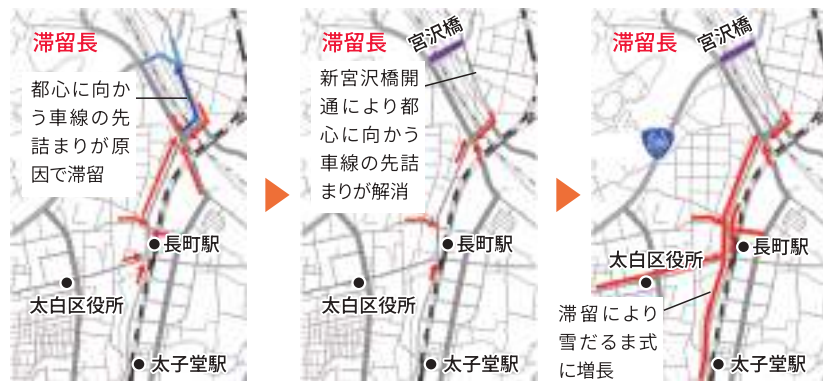 滞留長
都心に向か
う車線の先
詰まりが原
因で滞留
長町駅
太白区役所
太子堂駅
滞留長
宮沢橋
新宮沢橋開
通により都
心に向かう
車線の先詰
まりが解消
長町駅
太白区役所
太子堂駅
滞留長
宮沢橋
長町駅
太白区役所
滞留により
雪だるま式
に増長
太子堂駅